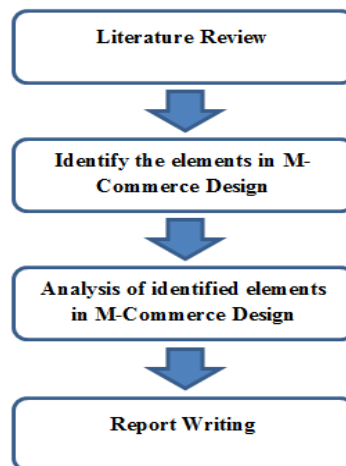 Literature Review
Identify the elements in M-
Commerce Design
Analysis of identified elements
in M-Commerce Design
Report Writing